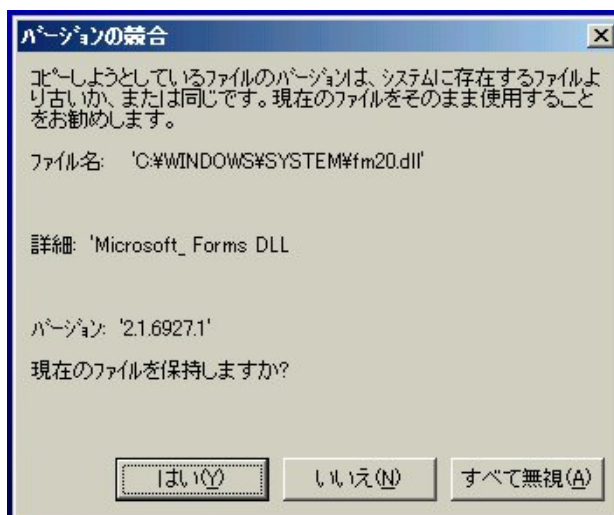 バージョンの競合
コピーしようとしているファイルのバージョンは、システムに存在するファイルよ
り古いか、または同じです。現在のファイルをそのまま使用すること
をお勧めします。
ファイル名: 'C:¥WINDOWS¥SYSTEM¥fm20.dll'
詳細: 'Microsoft_ Forms DLL
バージョン: '2.1.6927.1'
現在のファイルを保持しますか?
はい(Y)
いいえ(N)
すべて無視(A)